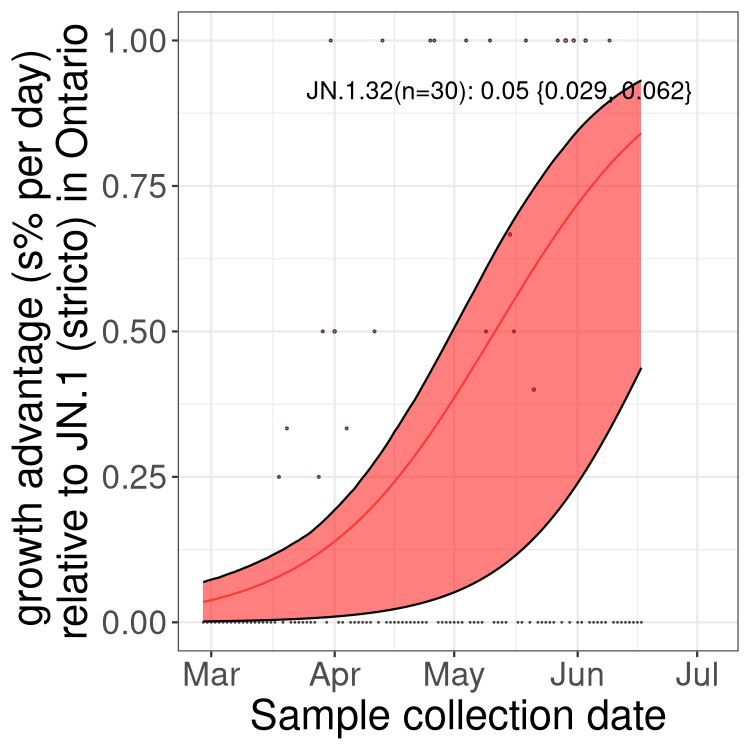 growth advantage (s% per day)
relative to JN.1 (stricto) in Ontario
1.00
0.75
0.50
0.25
0.00
JN.1.32(n=30): 0.05 {0.029, 0.062}
Mar Apr May Jun Jul
Sample collection date